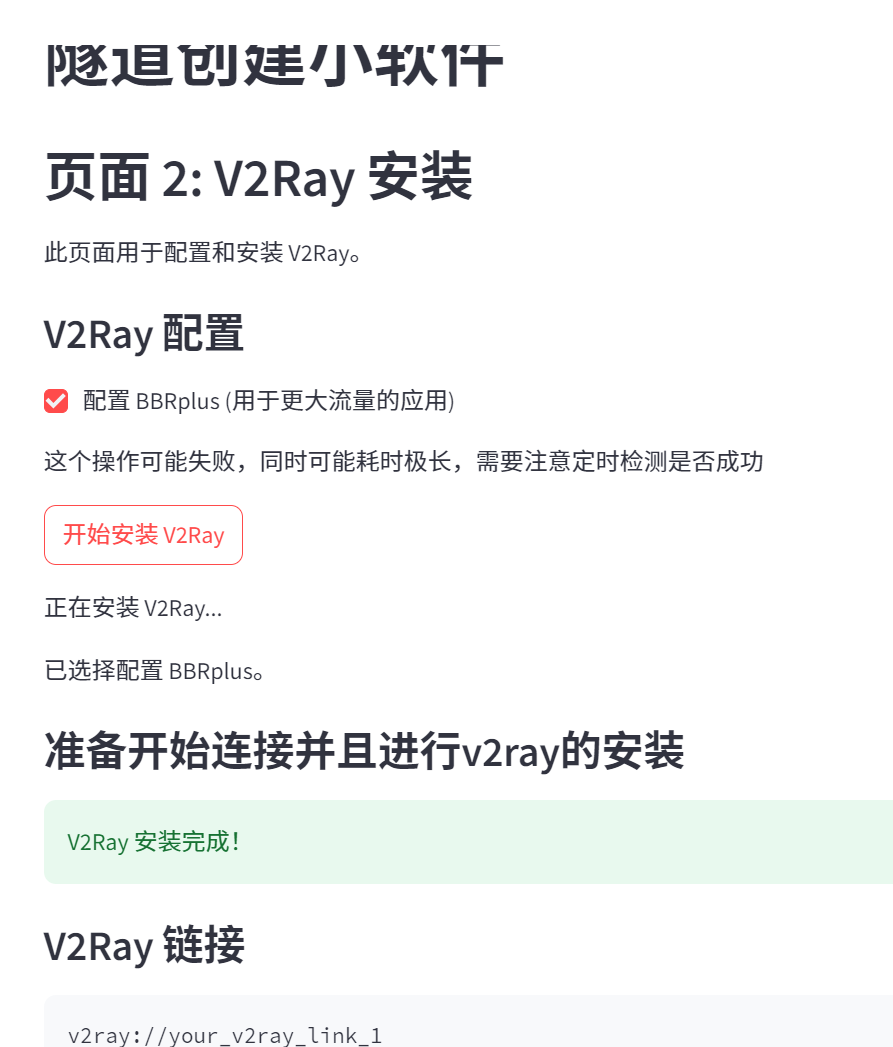 隧道创建小软件
页面 2: V2Ray 安装
此页面用于配置和安装 V2Ray。
V2Ray 配置
配置 BBRplus (用于更大流量的应用)
这个操作可能失败，同时可能耗时极长，需要注意定时检测是否成功
开始安装 V2Ray
正在安装 V2Ray...
已选择配置 BBRplus。
准备开始连接并且进行v2ray的安装
V2Ray 安装完成！
V2Ray 链接
v2ray://your_v2ray_link_1